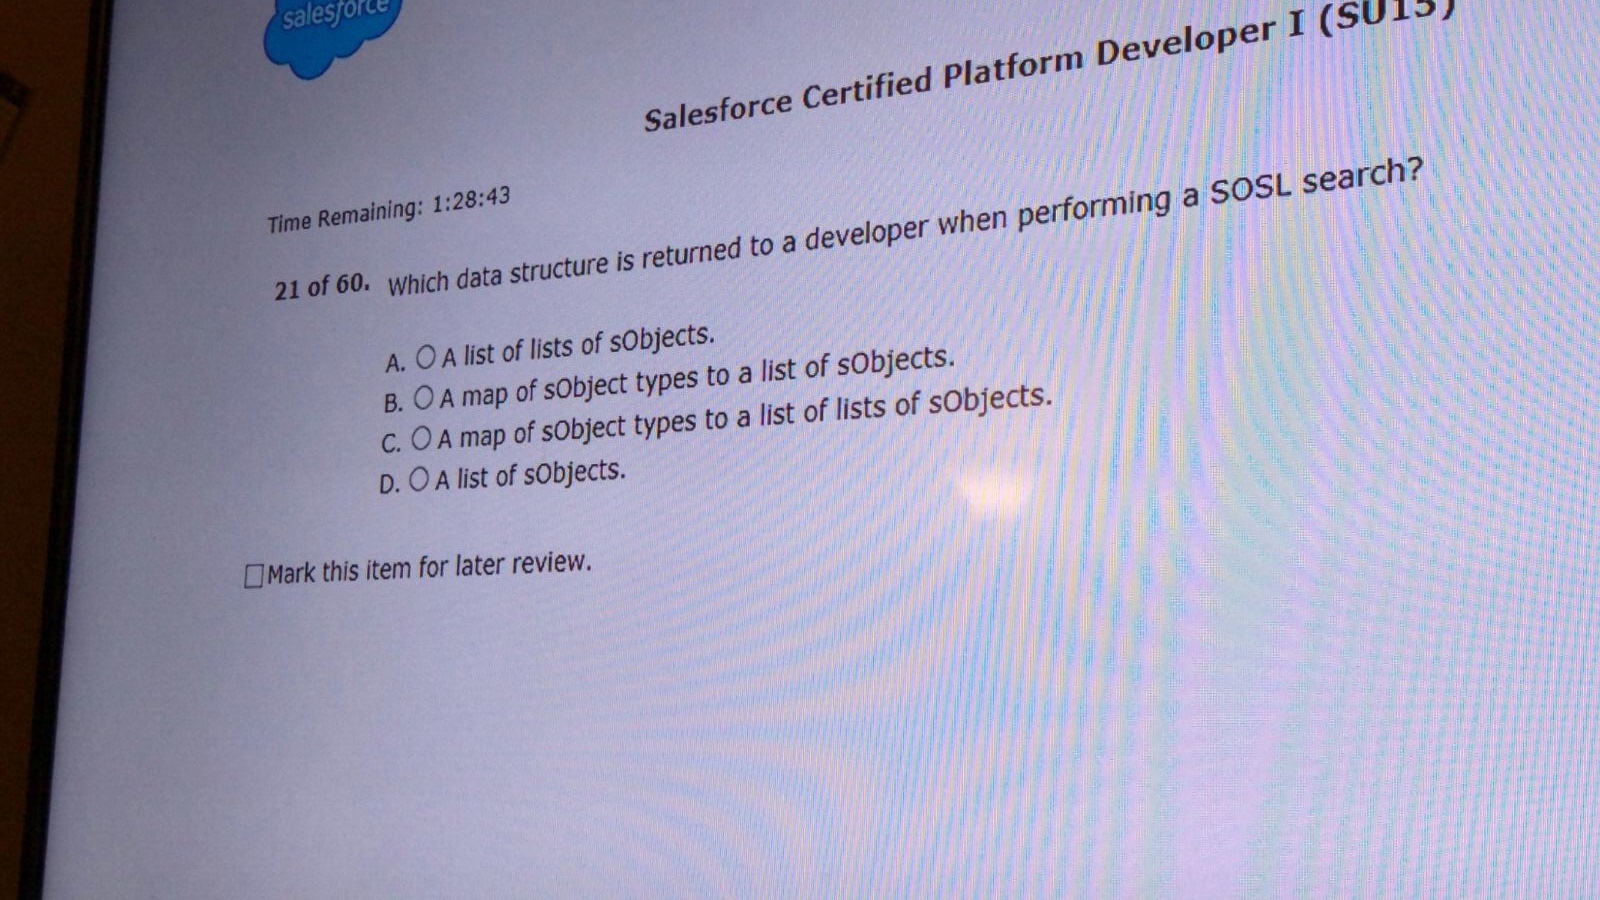 salesforce
Salesforce Certified Platform Developer I (SU15)
Time Remaining: 1:28:43
21 of 60. Which data structure is returned to a developer when performing a SOSL search?
A. A list of lists of sObjects.
B. A map of sObject types to a list of sObjects.
C. A map of sObject types to a list of lists of sObjects.
D. A list of sObjects.
Mark this item for later review.